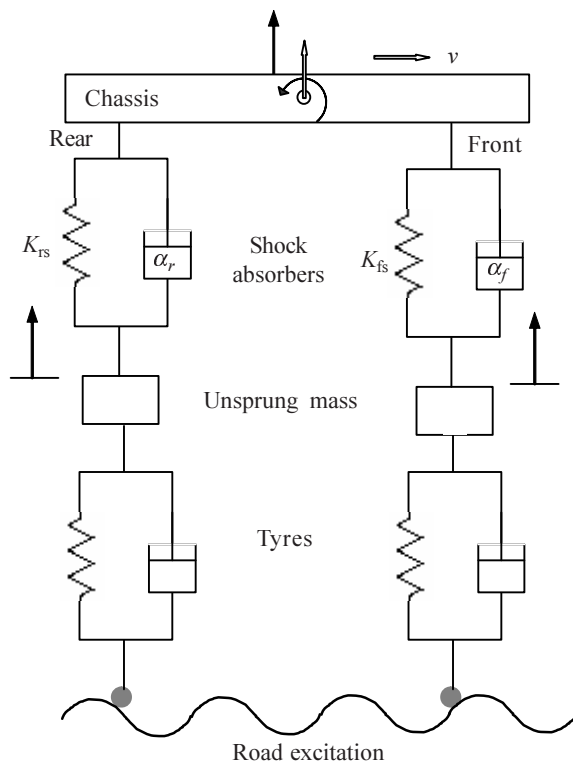 v
Chassis
Rear
Front
K_rs
α_r
Shock
absorbers
K_fs
α_f
Unsprung mass
Tyres
Road excitation